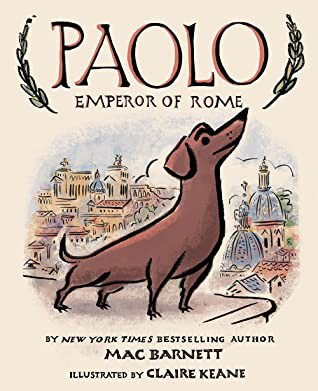 PAOLO
EMPEROR OF ROME
BY NEW YORK TIMES BESTSELLING AUTHOR
MAC BARNETT
ILLUSTRATED BY CLAIRE KEANE